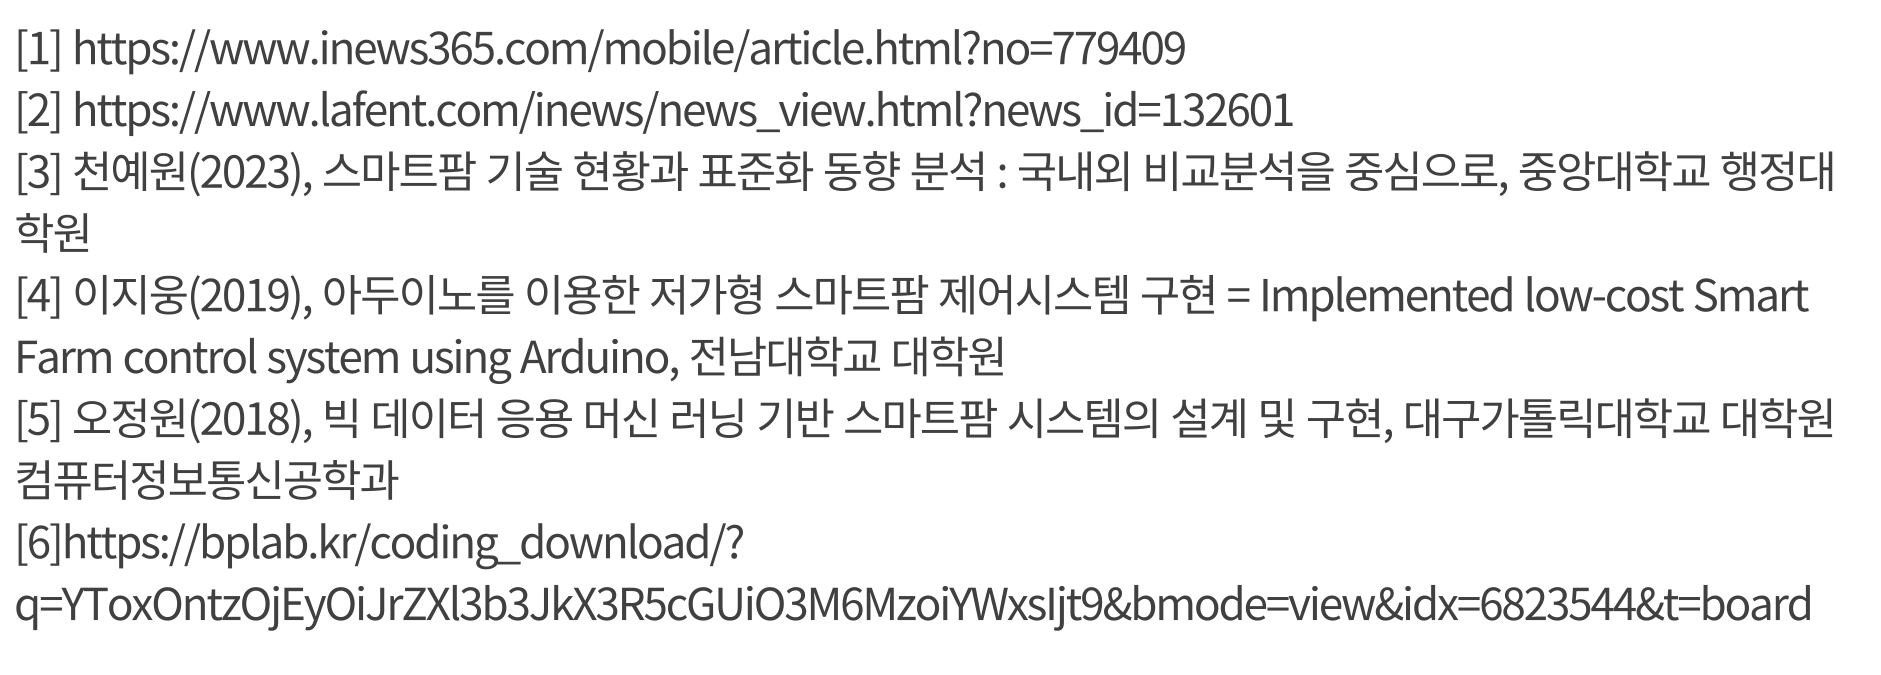 [1] https://www.inews365.com/mobile/article.html?no=779409
[2] https://www.lafent.com/inews/news_view.html?news_id=132601
[3] 천예원(2023), 스마트팜 기술 현황과 표준화 동향 분석 : 국내외 비교분석을 중심으로, 중앙대학교 행정대
학원
[4] 이지웅(2019), 아두이노를 이용한 저가형 스마트팜 제어시스템 구현 = Implemented low-cost Smart
Farm control system using Arduino, 전남대학교 대학원
[5] 오정원(2018), 빅 데이터 응용 머신 러닝 기반 스마트팜 시스템의 설계 및 구현, 대구가톨릭대학교 대학원
컴퓨터정보통신공학과
[6]https://bplab.kr/coding_download/?
q=YToxOntzOjEyOiJrZXl3b3JkX3R5cGUiO3M6MzoiYWxsIjt9&bmode=view&idx=6823544&t=board